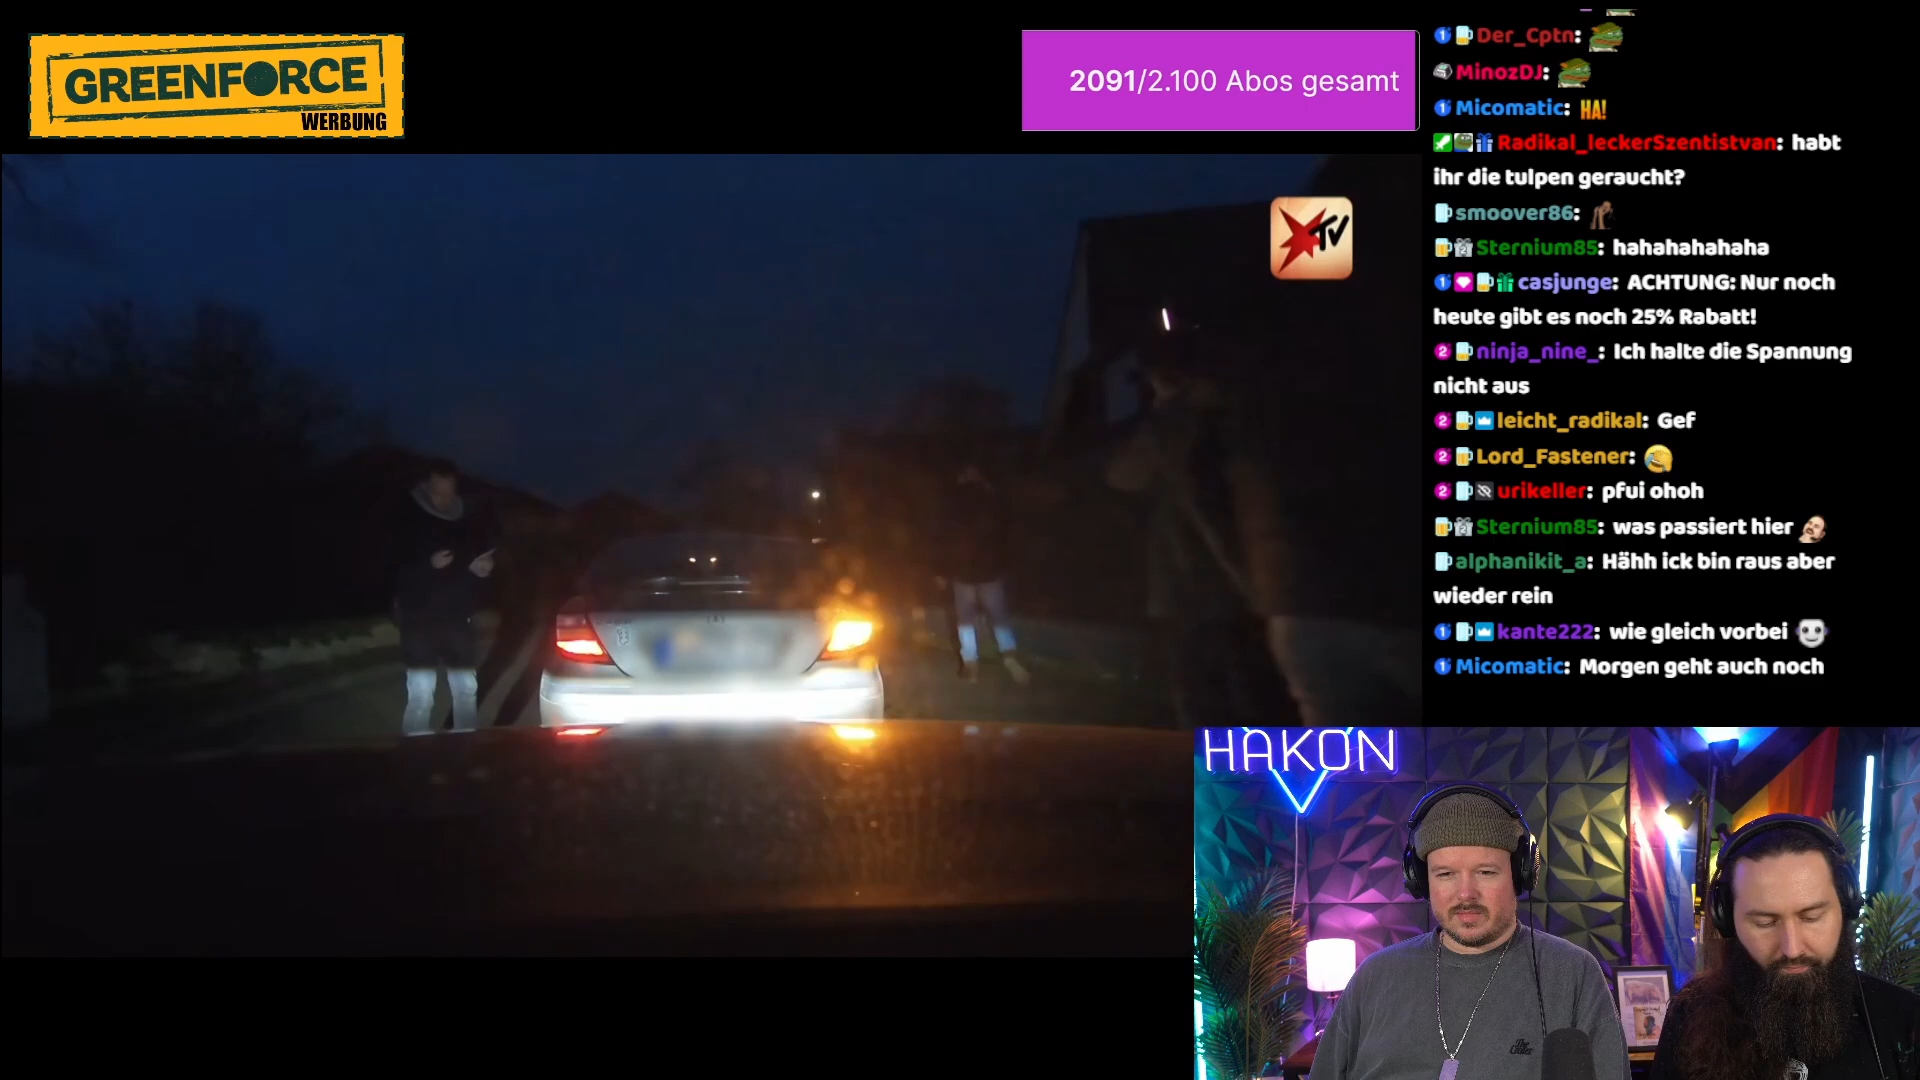 GREENFORCE
WERBUNG
2091/2.100 Abos gesamt
TV
Der_Cptn:
MinozDJ:
Micomatic: HA!
Radikal_leckerSzentistvan: habt
ihr die tulpen geraucht?
smoover86:
Sternium85: hahahahahaha
casjunge: ACHTUNG: Nur noch
heute gibt es noch 25% Rabatt!
ninja_nine_: Ich halte die Spannung
nicht aus
leicht_radikal: Gef
Lord_Fastener:
urikeller: pfui ohoh
Sternium85: was passiert hier
alphanikit_a: Hähh ick bin raus aber
wieder rein
kante222: wie gleich vorbei
Micomatic: Morgen geht auch noch
HAKON